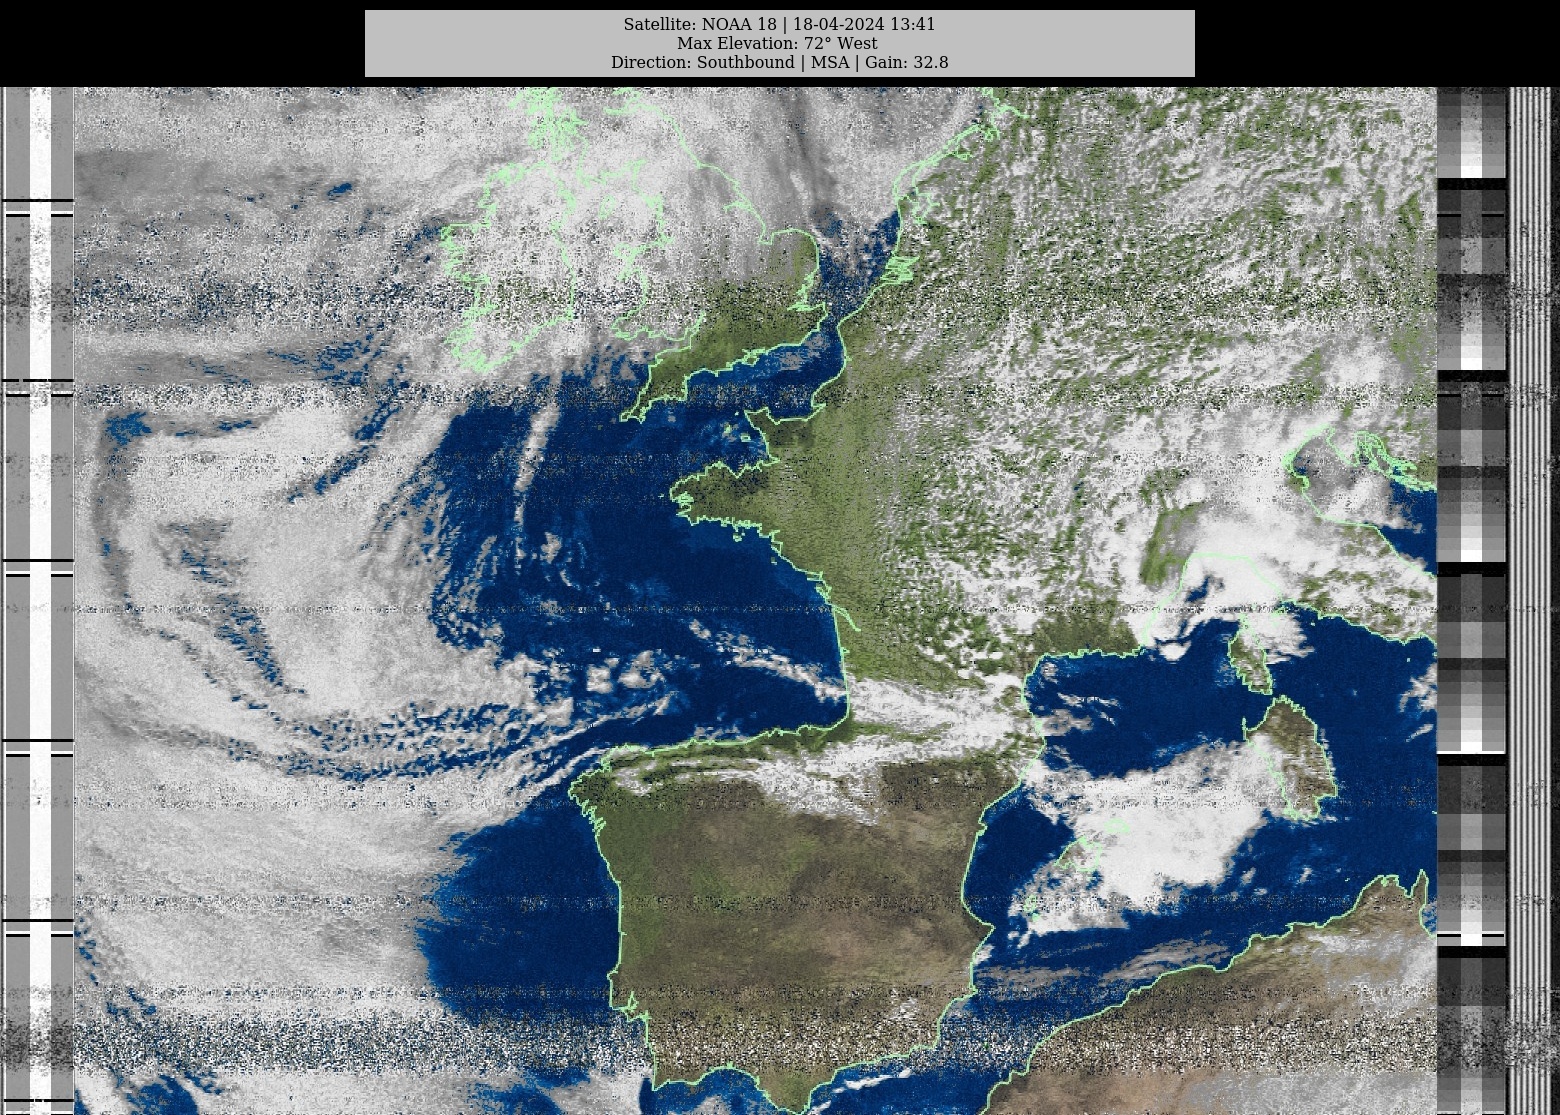 Satellite: NOAA 18 | 18-04-2024 13:41
Max Elevation: 72° West
Direction: Southbound | MSA | Gain: 32.8